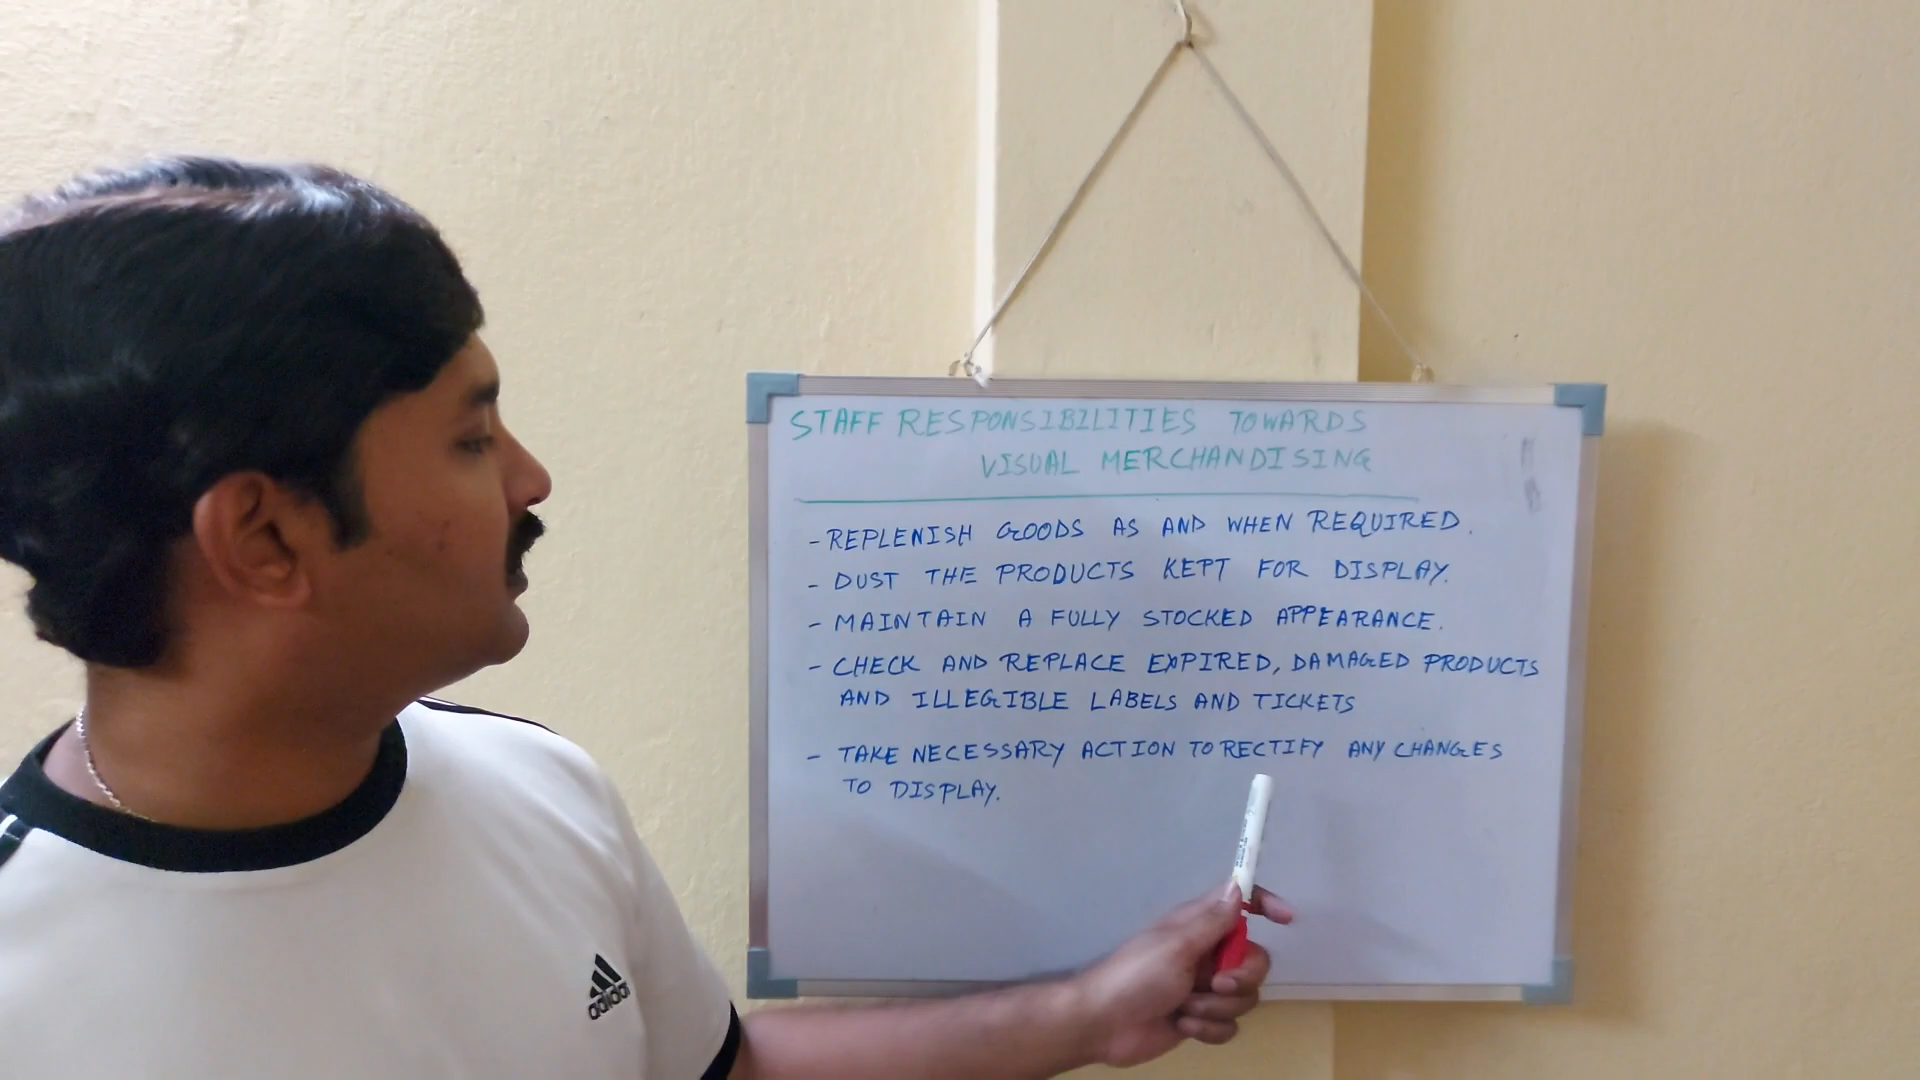 STAFF RESPONSIBILITIES TOWARDS
VISUAL MERCHANDISING
- REPLENISH GOODS AS AND WHEN REQUIRED.
- DUST THE PRODUCTS KEPT FOR DISPLAY.
- MAINTAIN A FULLY STOCKED APPEARANCE.
- CHECK AND REPLACE EXPIRED, DAMAGED PRODUCTS
AND ILLEGIBLE LABELS AND TICKETS
- TAKE NECESSARY ACTION TO RECTIFY ANY CHANGES
TO DISPLAY.
adidas